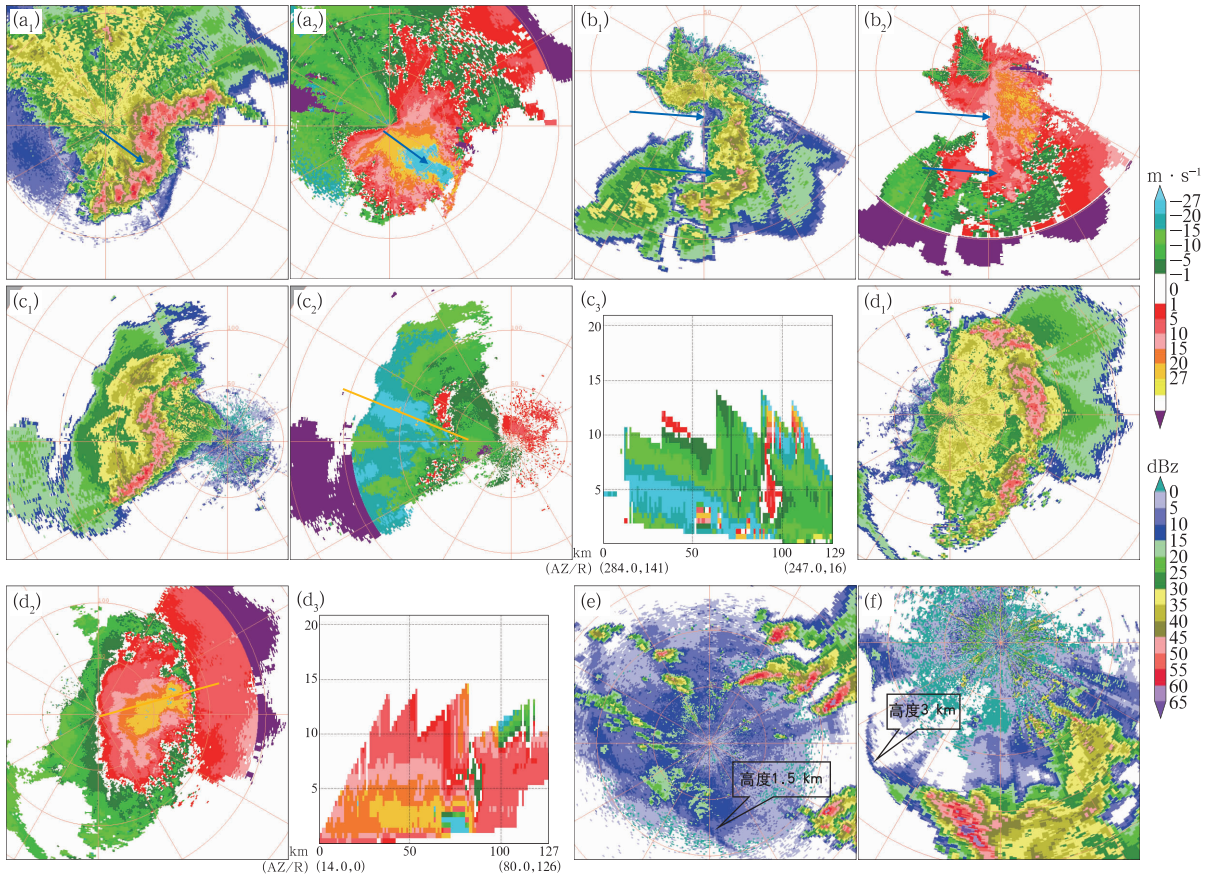 (a₁)
(a₂)
(b₁)
(b₂)
m · s⁻¹
−27
−20
−15
−10
−5
−1
0
1
5
10
15
20
27
(c₁)
(c₂)
(c₃)
20
15
10
5
km 0 50 100 129
(AZ/R) (284.0,141) (247.0,16)
(d₁)
dBz
0
5
10
15
20
25
30
35
40
45
50
55
60
65
(d₂)
(d₃)
20
15
10
5
km 0 50 100 127
(AZ/R) (14.0,0) (80.0,126)
(e)
高度1.5 km
(f)
高度3 km